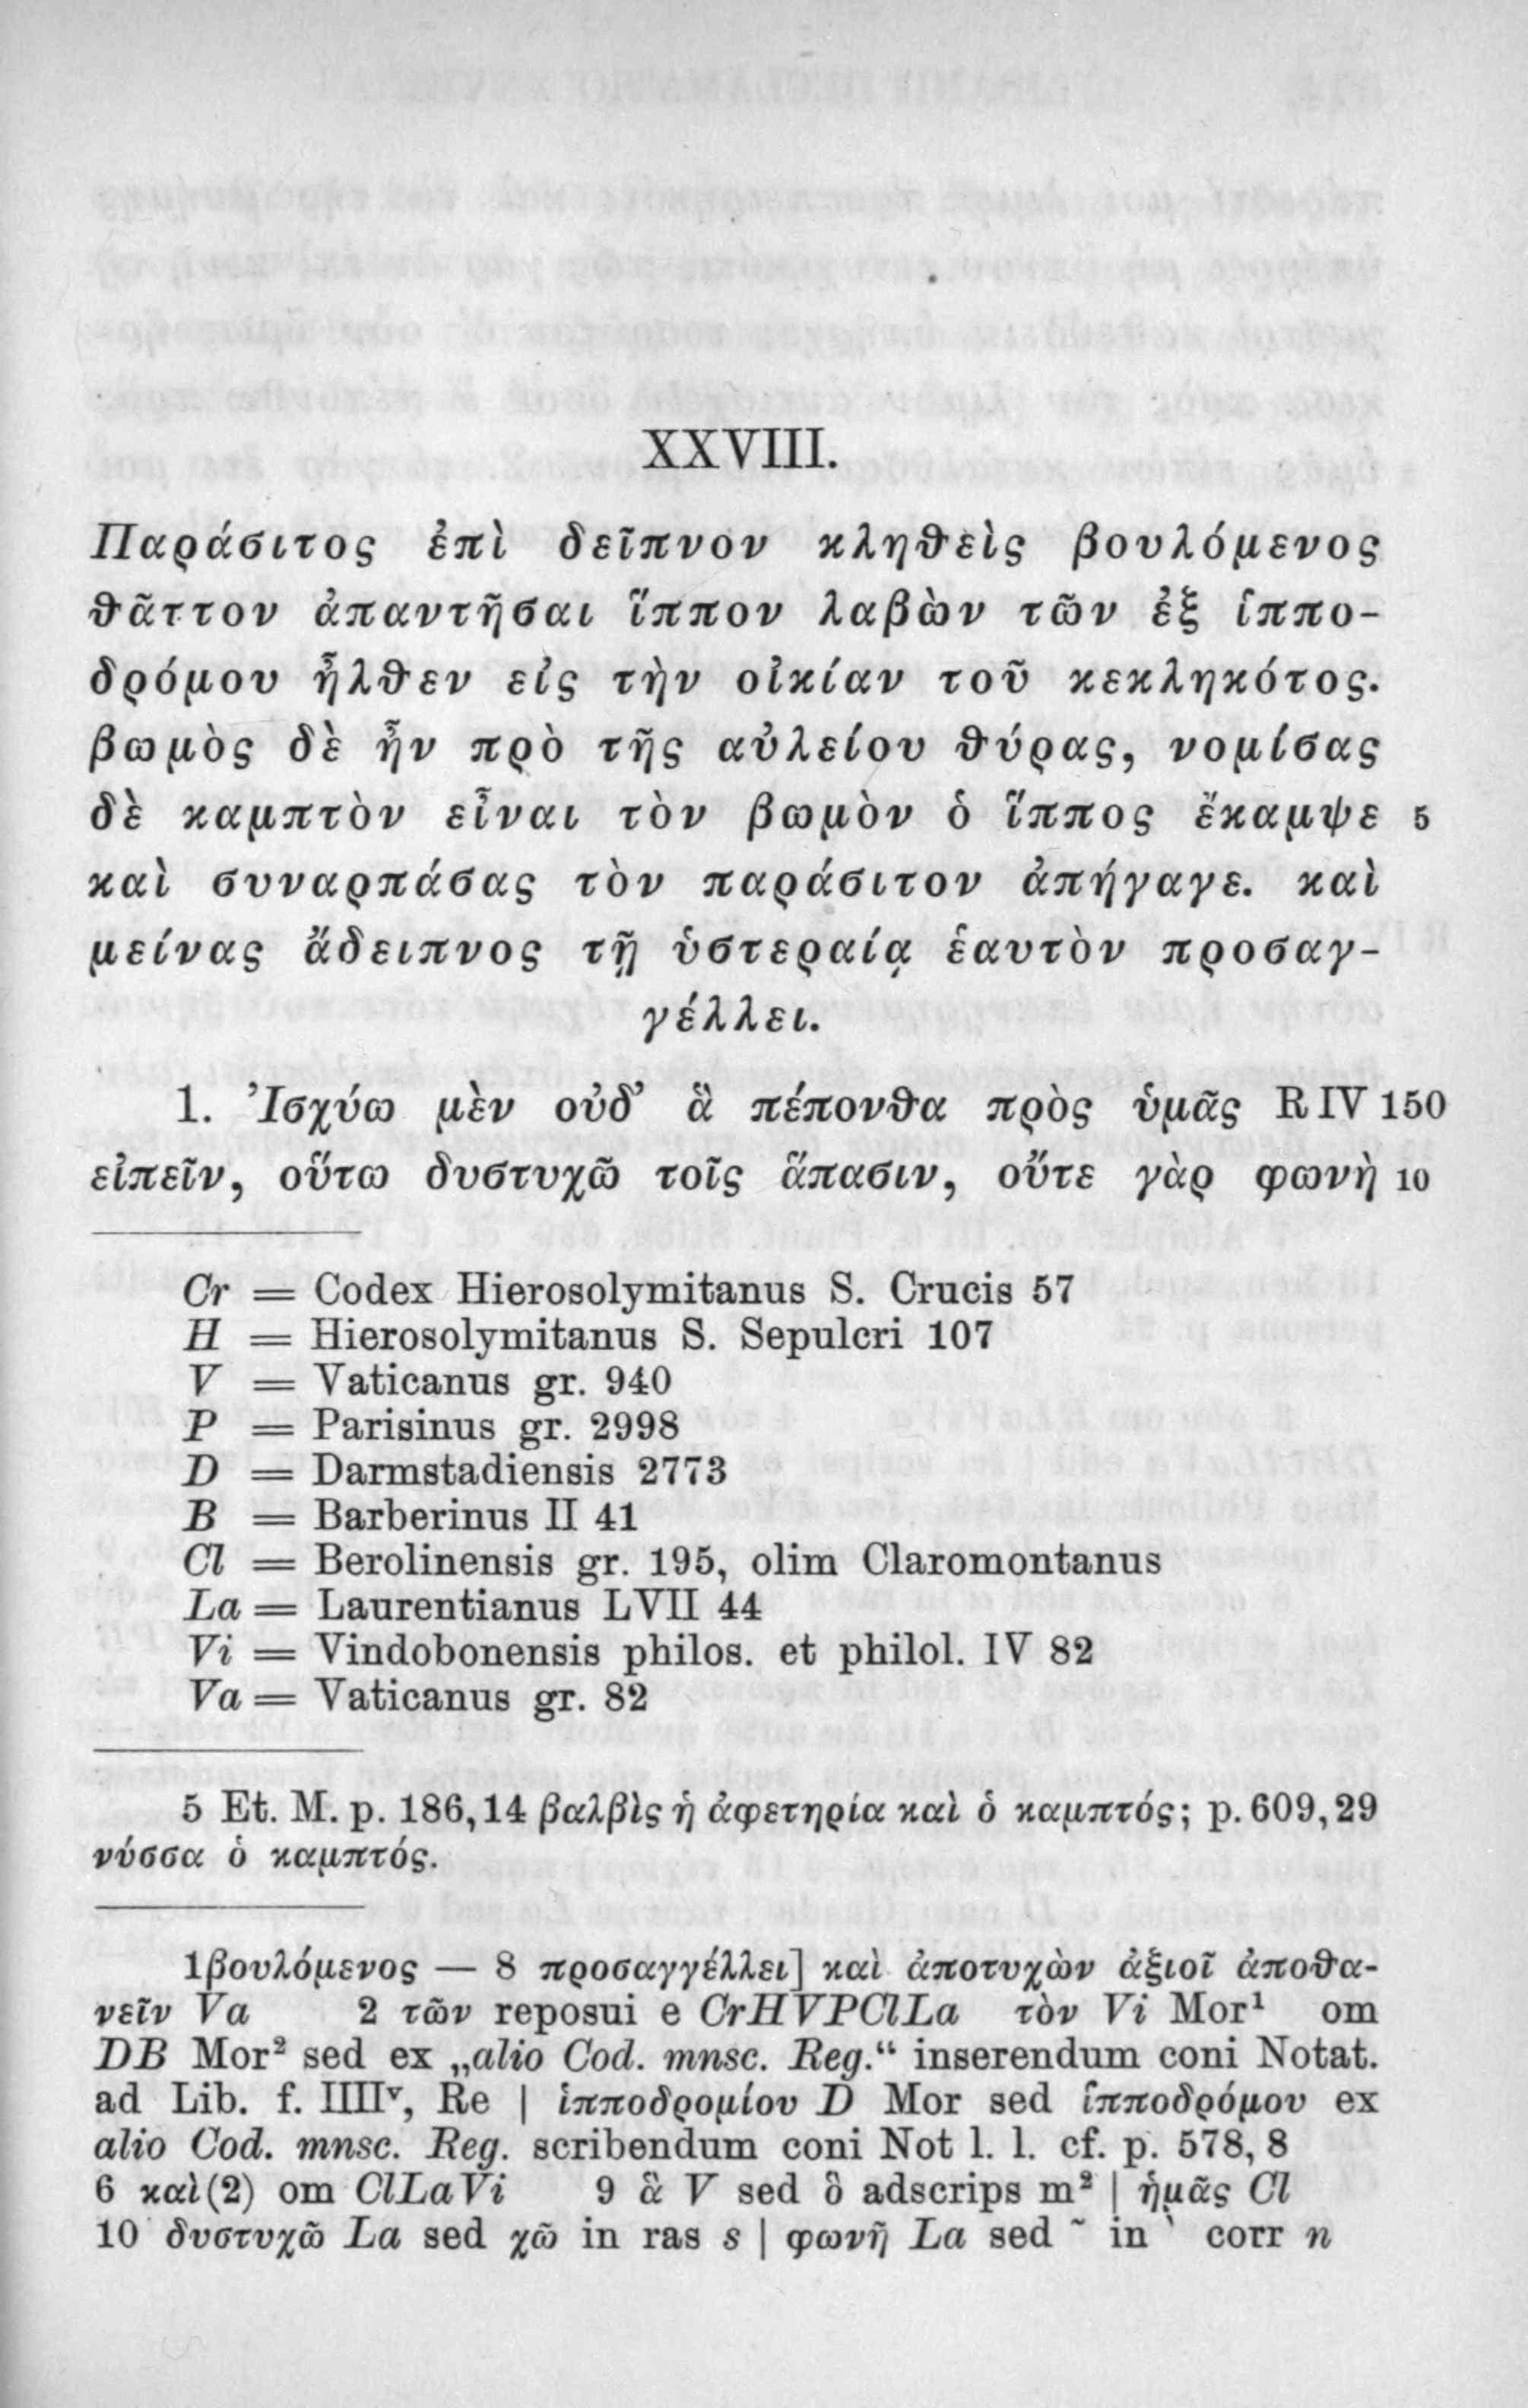 XXVIII.
Παράσιτος ἐπὶ δεῖπνον κληθεὶς βουλόμενος
θᾶττον ἀπαντῆσαι ἵππον λαβὼν τῶν ἐξ ἱππο-
δρόμου ἦλθεν εἰς τὴν οἰκίαν τοῦ κεκληκότος.
βωμὸς δὲ ἦν πρὸ τῆς αὐλείου θύρας, νομίσας
δὲ καμπτὸν εἶναι τὸν βωμὸν ὁ ἵππος ἔκαμψε 5
καὶ συναρπάσας τὸν παράσιτον ἀπήγαγε. καὶ
μείνας ἄδειπνος τῇ ὑστεραίᾳ ἑαυτὸν προσαγ-
γέλλει.
1. Ἰσχύω μὲν οὐδ’ ἃ πέπονθα πρὸς ὑμᾶς R IV 150
εἰπεῖν, οὕτω δυστυχῶ τοῖς ἅπασιν, οὔτε γὰρ φωνὴ 10
Cr = Codex Hierosolymitanus S. Crucis 57
H = Hierosolymitanus S. Sepulcri 107
V = Vaticanus gr. 940
P = Parisinus gr. 2998
D = Darmstadiensis 2773
B = Barberinus II 41
Cl = Berolinensis gr. 195, olim Claromontanus
La = Laurentianus LVII 44
Vi = Vindobonensis philos. et philol. IV 82
Va = Vaticanus gr. 82
5 Et. M. p. 186,14 βαλβὶς ἡ ἀφετηρία καὶ ὁ καμπτός; p. 609,29
νύσσα ὁ καμπτός.
1 βουλόμενος — 8 προσαγγέλλει] καὶ ἀποτυχὼν ἀξιοῖ ἀποθα-
νεῖν Va 2 τῶν reposui e CrHVPClLa τὸν Vi Mor¹ om
DB Mor² sed ex „alio Cod. mnsc. Reg.“ inserendum coni Notat.
ad Lib. f. IIIIᵛ, Re | ἱπποδρομίου D Mor sed ἱπποδρόμου ex
alio Cod. mnsc. Reg. scribendum coni Not l. l. cf. p. 578, 8
6 καὶ(2) om ClLaVi 9 ἃ V sed ὃ adscrips m² | ἡμᾶς Cl
10 δυστυχῶ La sed χῶ in ras s | φωνῆ La sed ῀ in ` corr n